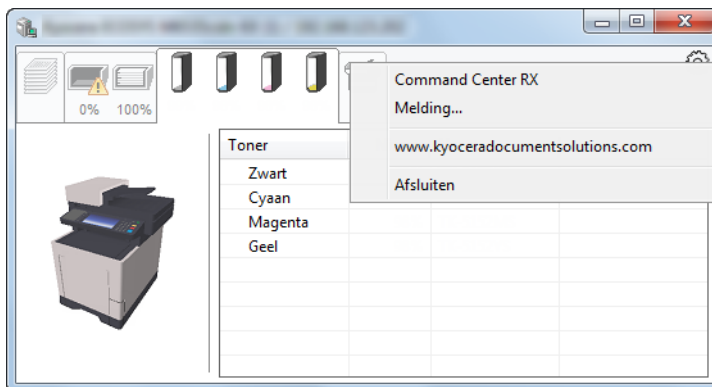 0% 100%
Command Center RX
Melding...
www.kyoceradocumentsolutions.com
Afsluiten
Toner
Zwart
Cyaan
Magenta
Geel